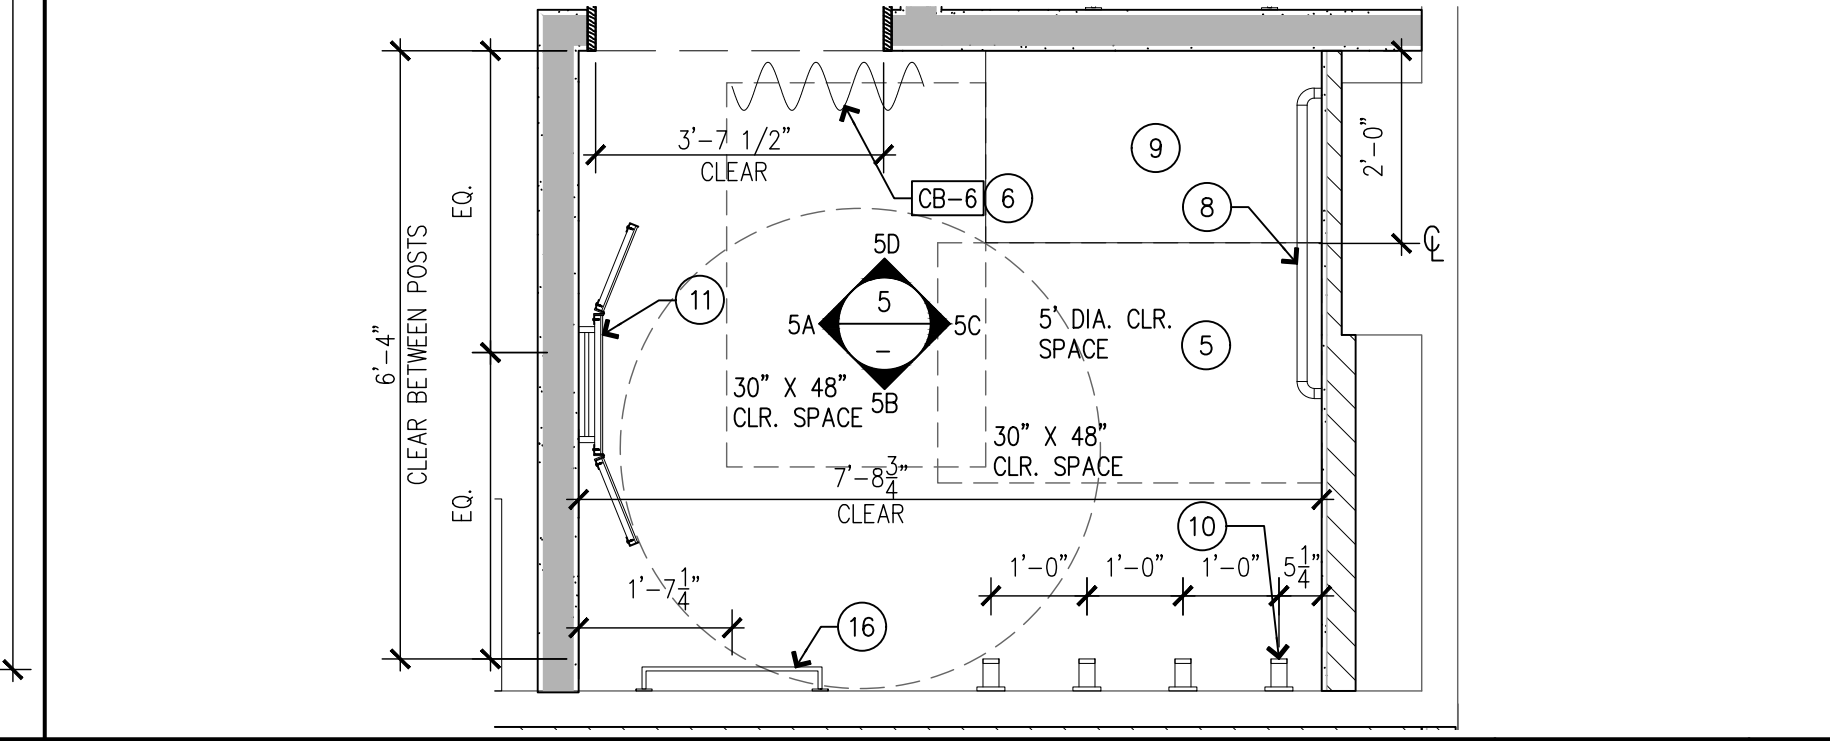 3'-7 1/2"
CLEAR
2'-0"
9
EQ.
CB-6
6
8
CLEAR BETWEEN POSTS
6'-4"
5D
℄
11
5
5A
5C
–
5B
5' DIA. CLR.
SPACE
5
30" X 48"
CLR. SPACE
30" X 48"
CLR. SPACE
7'-8 3/4"
CLEAR
EQ.
10
1'-7 1/4"
1'-0"
1'-0"
1'-0"
5 1/4"
16